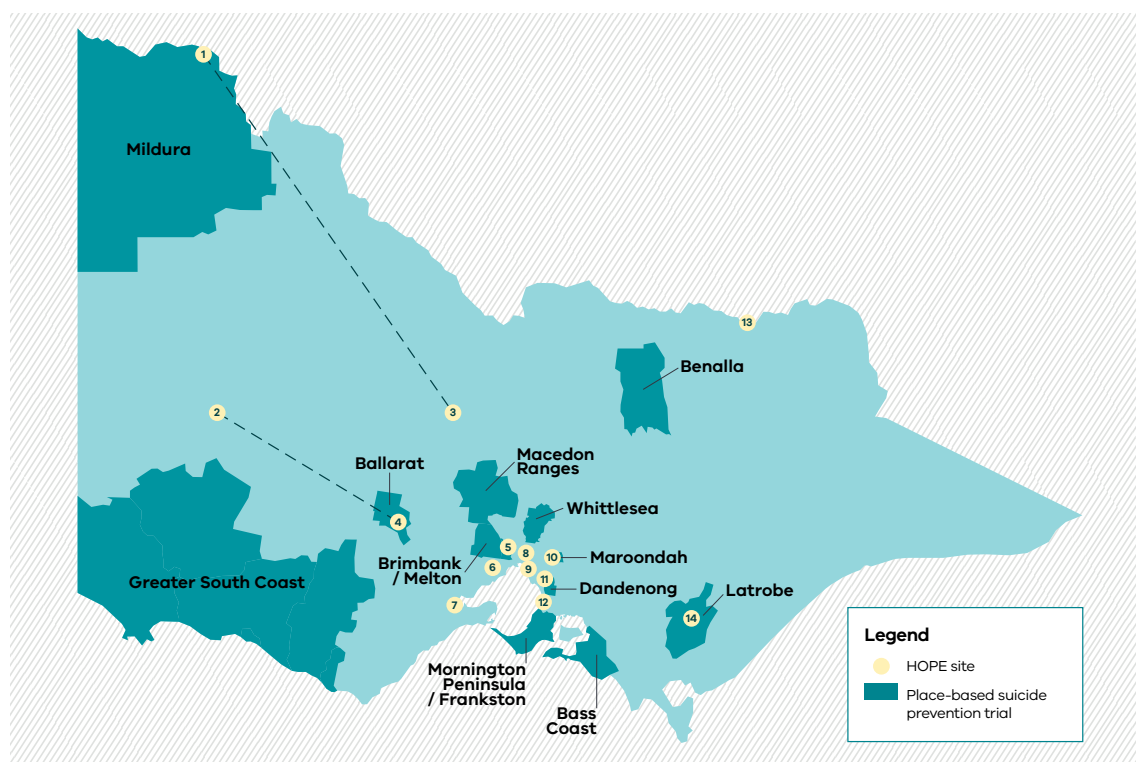 1
Mildura
13
Benalla
2
3
Macedon
Ranges
Ballarat
Whittlesea
4
5
8
10
Maroondah
Brimbank
/ Melton
6
9
11
Greater South Coast
Dandenong
Latrobe
7
12
14
Mornington
Peninsula
/ Frankston
Bass
Coast
Legend
HOPE site
Place-based suicide
prevention trial